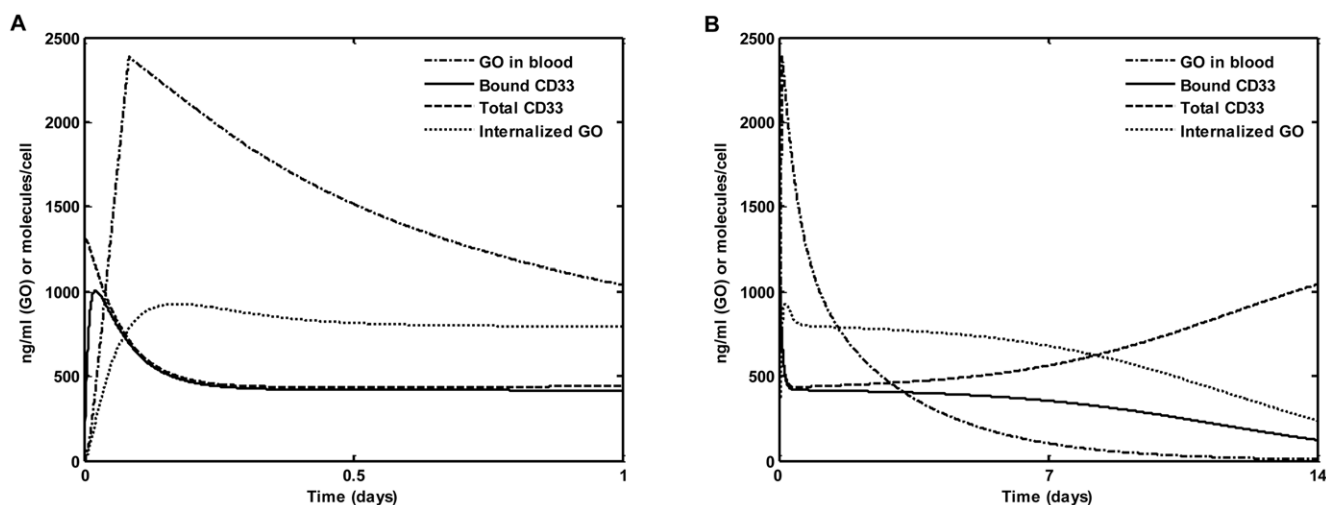 A
ng/ml (GO) or molecules/cell
2500
2000
1500
1000
500
0
GO in blood
Bound CD33
Total CD33
Internalized GO
0
0.5
1
Time (days)
B
ng/ml (GO) or molecules/cell
2500
2000
1500
1000
500
0
GO in blood
Bound CD33
Total CD33
Internalized GO
0
7
14
Time (days)